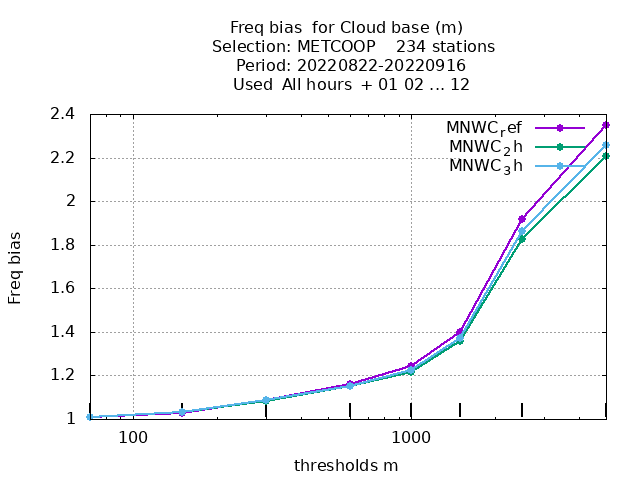 Freq bias  for Cloud base (m)
Selection: METCOOP    234 stations
Period: 20220822-20220916
Used  All hours  + 01 02 ... 12
MNWC_ref
MNWC_2h
MNWC_3h
2.4
2.2
2
1.8
1.6
1.4
1.2
1
Freq bias
100
1000
thresholds m